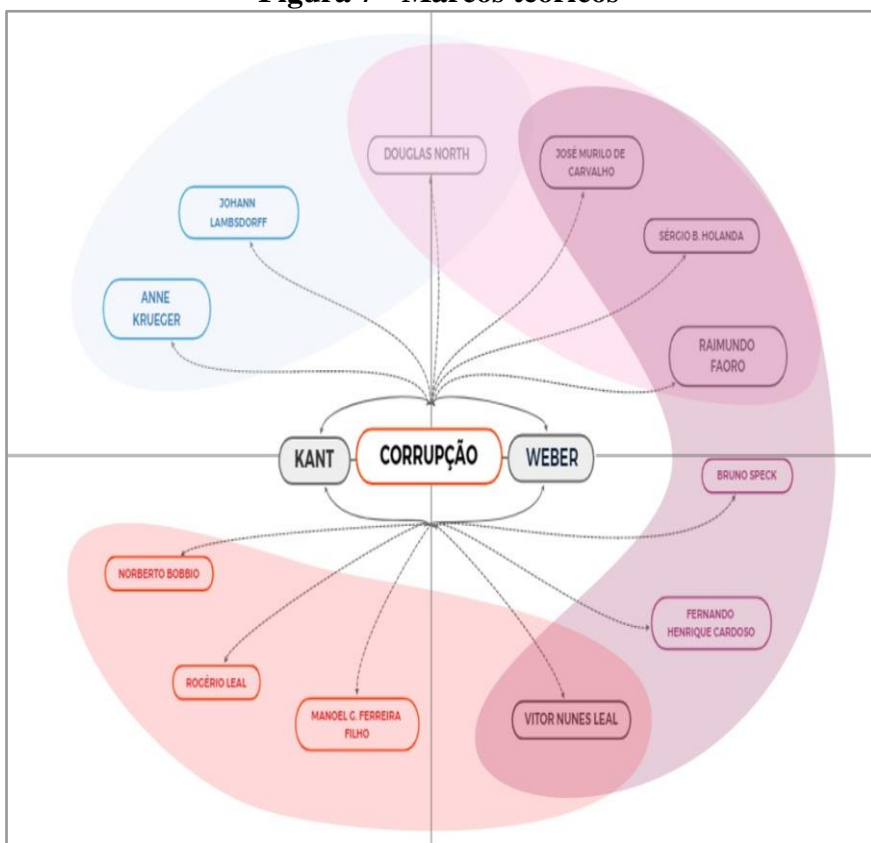 Figura 7 - Marcos teóricos
DOUGLAS NORTH
JOSÉ MURILO DE
CARVALHO
JOHANN
LAMBSDORFF
SÉRGIO B. HOLANDA
ANNE
KRUEGER
RAIMUNDO
FAORO
KANT
CORRUPÇÃO
WEBER
BRUNO SPECK
NORBERTO BOBBIO
FERNANDO
HENRIQUE CARDOSO
ROGÉRIO LEAL
MANOEL G. FERREIRA
FILHO
VITOR NUNES LEAL